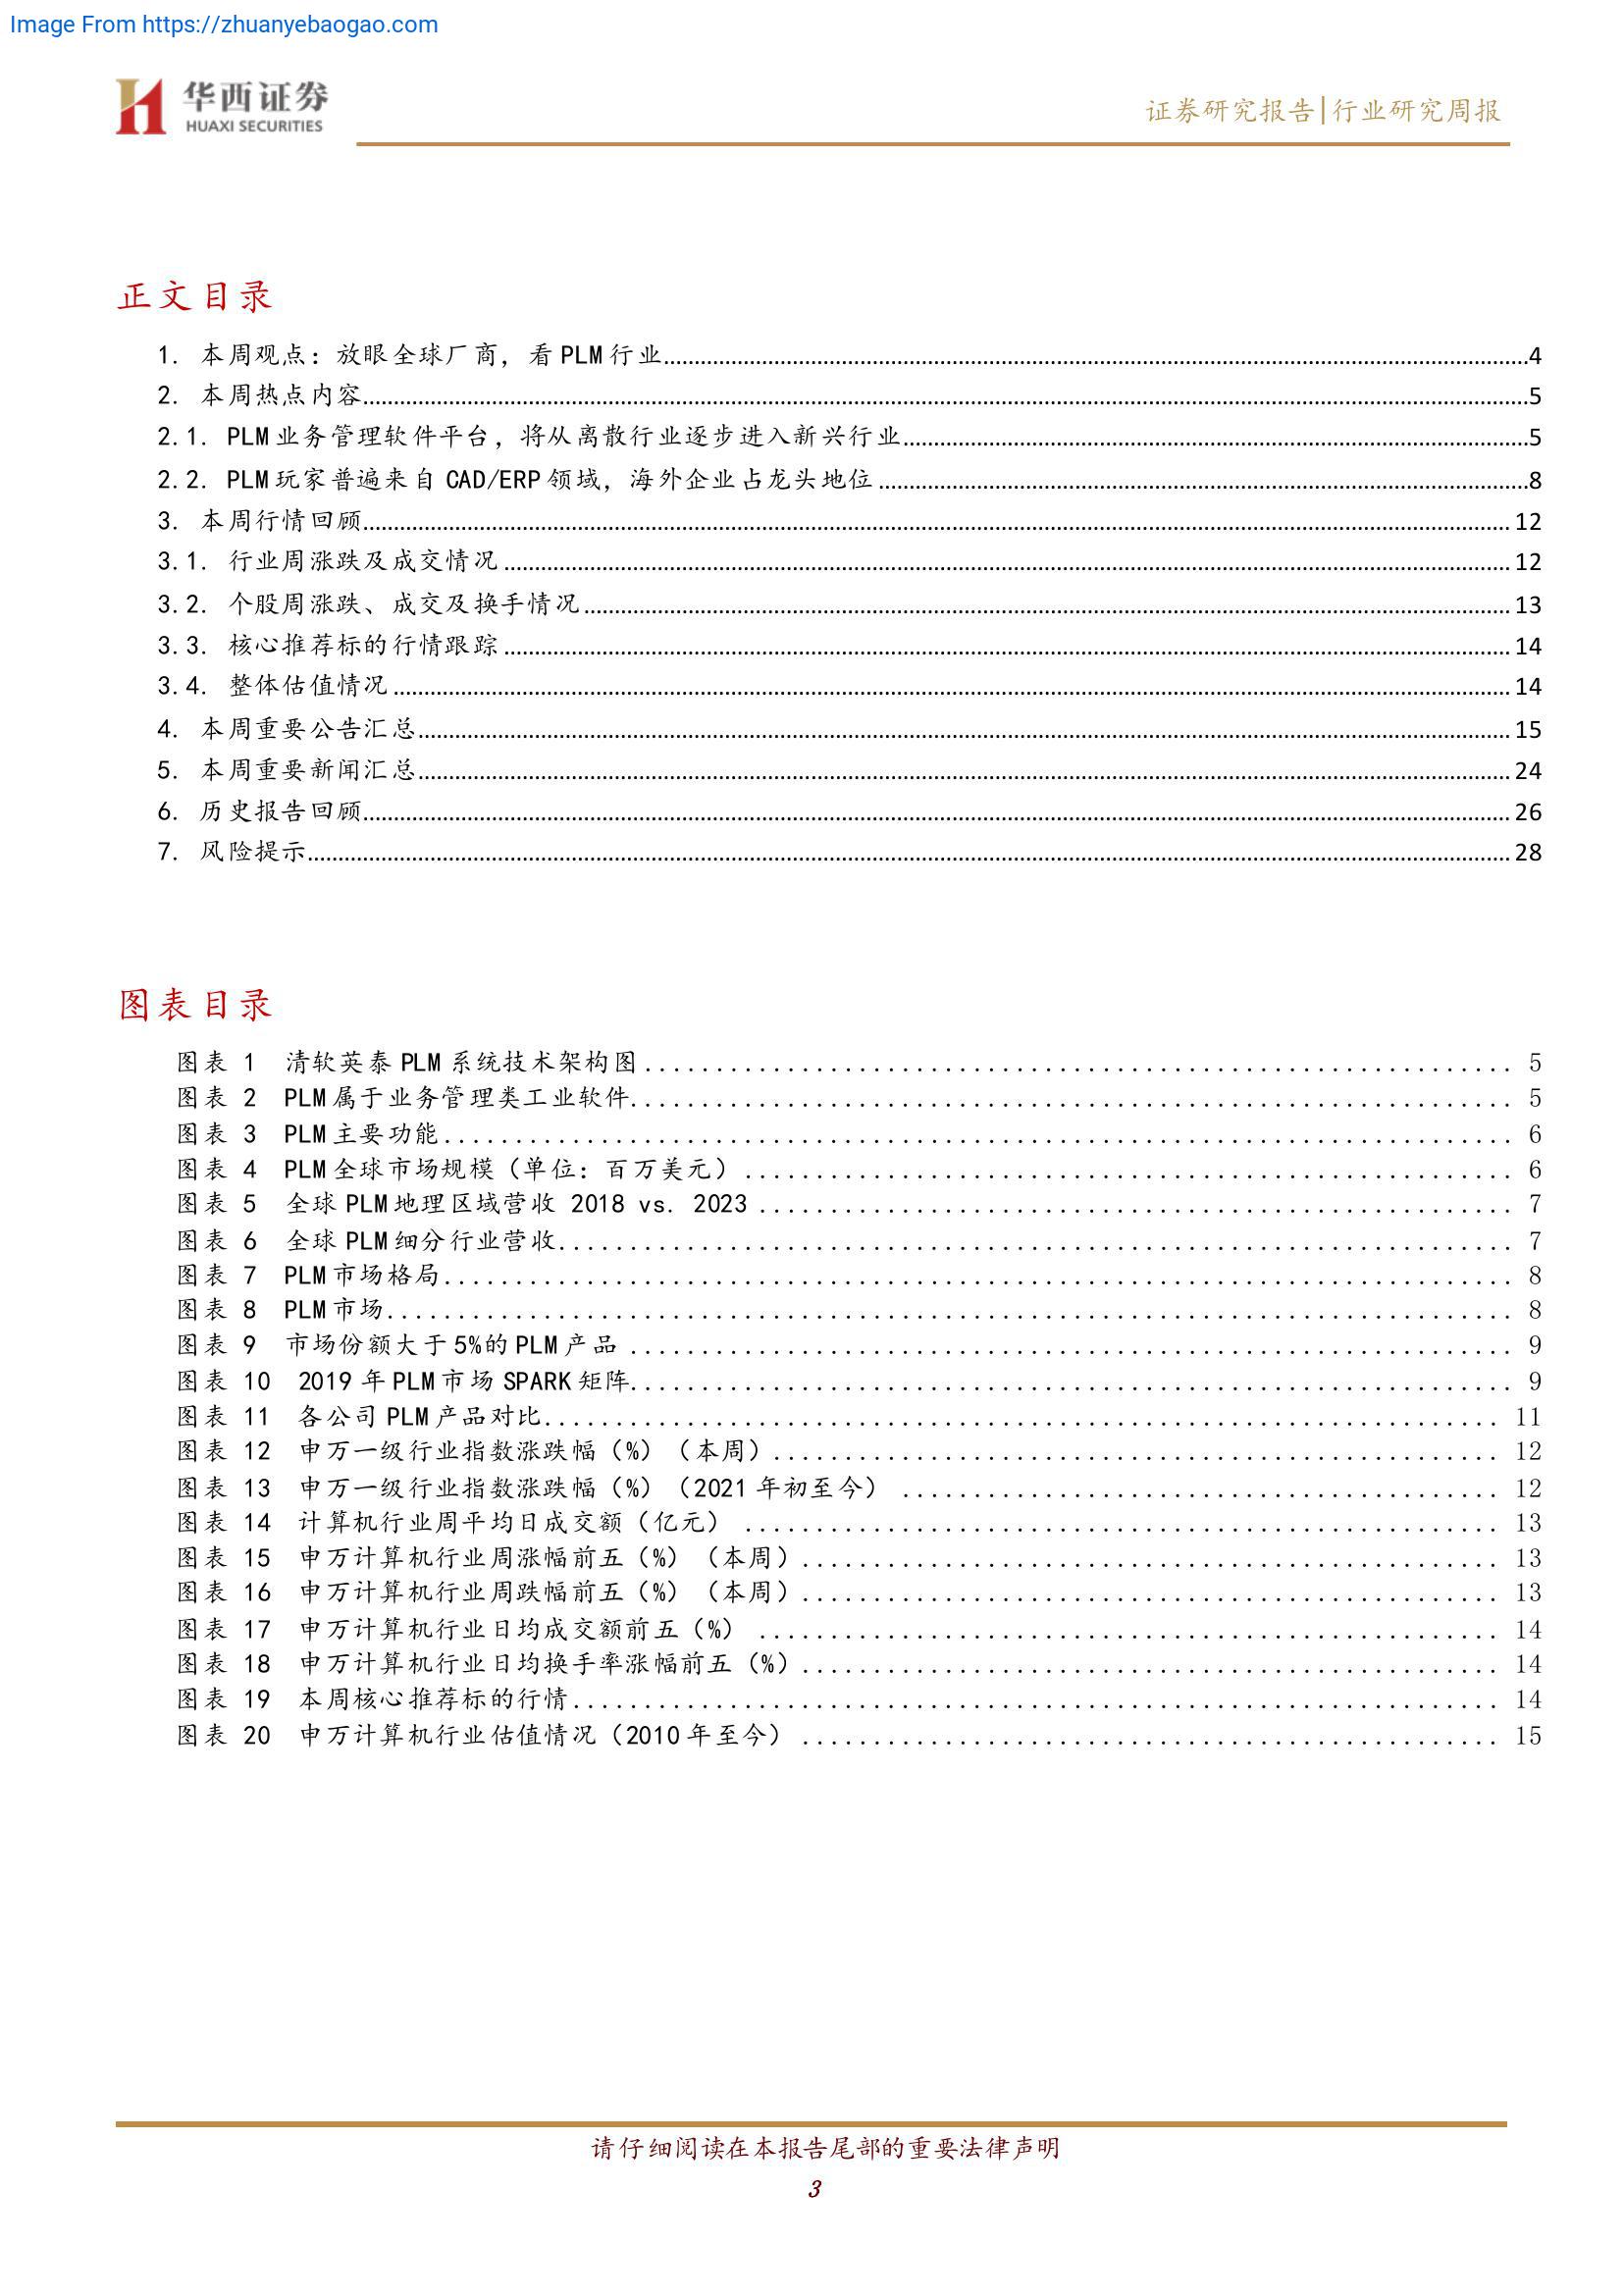 Image From https://zhuanyebaogao.com
华西证券
HUAXI SECURITIES
证券研究报告|行业研究周报
正文目录
1. 本周观点：放眼全球厂商，看 PLM 行业........4
2. 本周热点内容........5
2.1. PLM 业务管理软件平台，将从离散行业逐步进入新兴行业........5
2.2. PLM 玩家普遍来自 CAD/ERP 领域，海外企业占龙头地位........8
3. 本周行情回顾........12
3.1. 行业周涨跌及成交情况........12
3.2. 个股周涨跌、成交及换手情况........13
3.3. 核心推荐标的行情跟踪........14
3.4. 整体估值情况........14
4. 本周重要公告汇总........15
5. 本周重要新闻汇总........24
6. 历史报告回顾........26
7. 风险提示........28
图表目录
图表 1 清软英泰 PLM 系统技术架构图........5
图表 2 PLM 属于业务管理类工业软件........5
图表 3 PLM 主要功能........6
图表 4 PLM 全球市场规模（单位：百万美元）........6
图表 5 全球 PLM 地理区域营收 2018 vs. 2023........7
图表 6 全球 PLM 细分行业营收........7
图表 7 PLM 市场格局........8
图表 8 PLM 市场........8
图表 9 市场份额大于 5%的 PLM 产品........9
图表 10 2019 年 PLM 市场 SPARK 矩阵........9
图表 11 各公司 PLM 产品对比........11
图表 12 申万一级行业指数涨跌幅（%）（本周）........12
图表 13 申万一级行业指数涨跌幅（%）（2021 年初至今）........12
图表 14 计算机行业周平均日成交额（亿元）........13
图表 15 申万计算机行业周涨幅前五（%）（本周）........13
图表 16 申万计算机行业周跌幅前五（%）（本周）........13
图表 17 申万计算机行业日均成交额前五（%）........14
图表 18 申万计算机行业日均换手率涨幅前五（%）........14
图表 19 本周核心推荐标的行情........14
图表 20 申万计算机行业估值情况（2010 年至今）........15
请仔细阅读在本报告尾部的重要法律声明
3